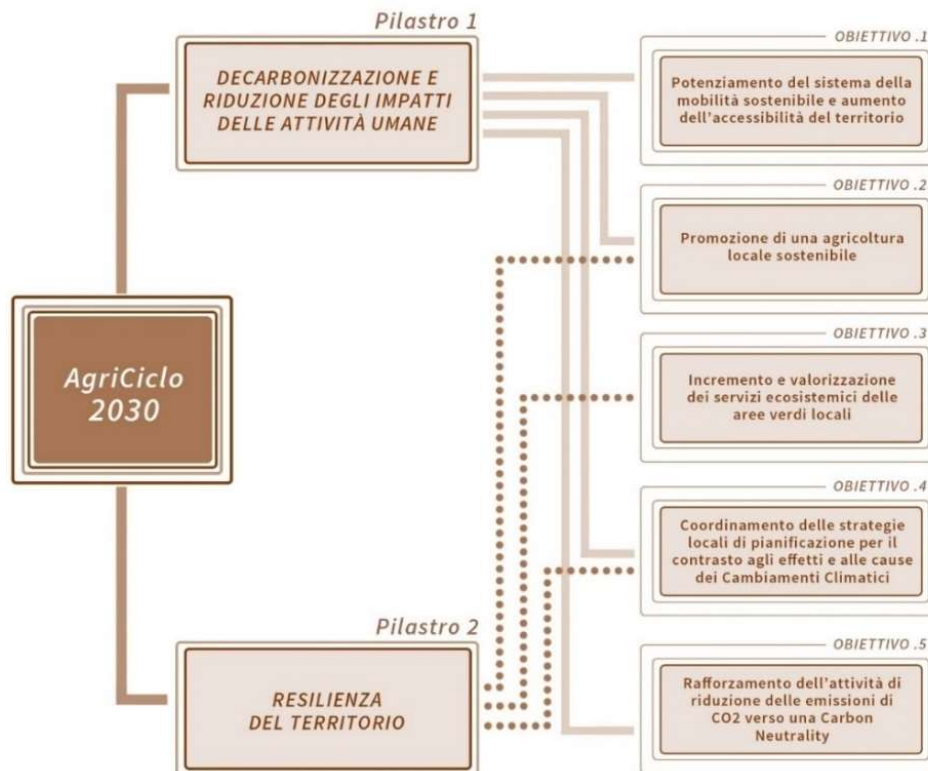 Pilastro 1
DECARBONIZZAZIONE E
RIDUZIONE DEGLI IMPATTI
DELLE ATTIVITÀ UMANE
AgriCiclo
2030
Pilastro 2
RESILIENZA
DEL TERRITORIO
OBIETTIVO .1
Potenziamento del sistema della
mobilità sostenibile e aumento
dell'accessibilità del territorio
OBIETTIVO .2
Promozione di una agricoltura
locale sostenibile
OBIETTIVO .3
Incremento e valorizzazione
dei servizi ecosistemici delle
aree verdi locali
OBIETTIVO .4
Coordinamento delle strategie
locali di pianificazione per il
contrasto agli effetti e alle cause
dei Cambiamenti Climatici
OBIETTIVO .5
Rafforzamento dell'attività di
riduzione delle emissioni di
CO2 verso una Carbon
Neutrality